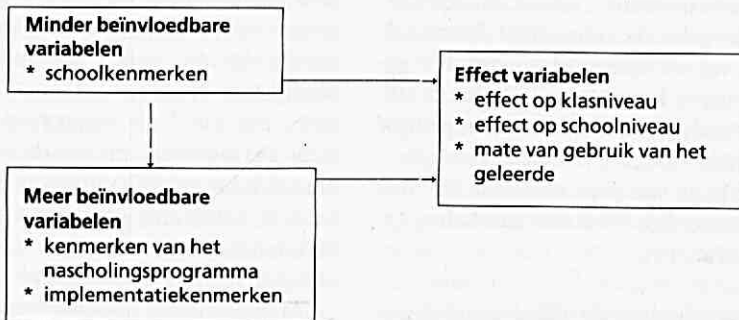 Minder beïnvloedbare
variabelen
* schoolkenmerken
Effect variabelen
* effect op klasniveau
* effect op schoolniveau
* mate van gebruik van het
geleerde
Meer beïnvloedbare
variabelen
* kenmerken van het
nascholingsprogramma
* implementatiekenmerken